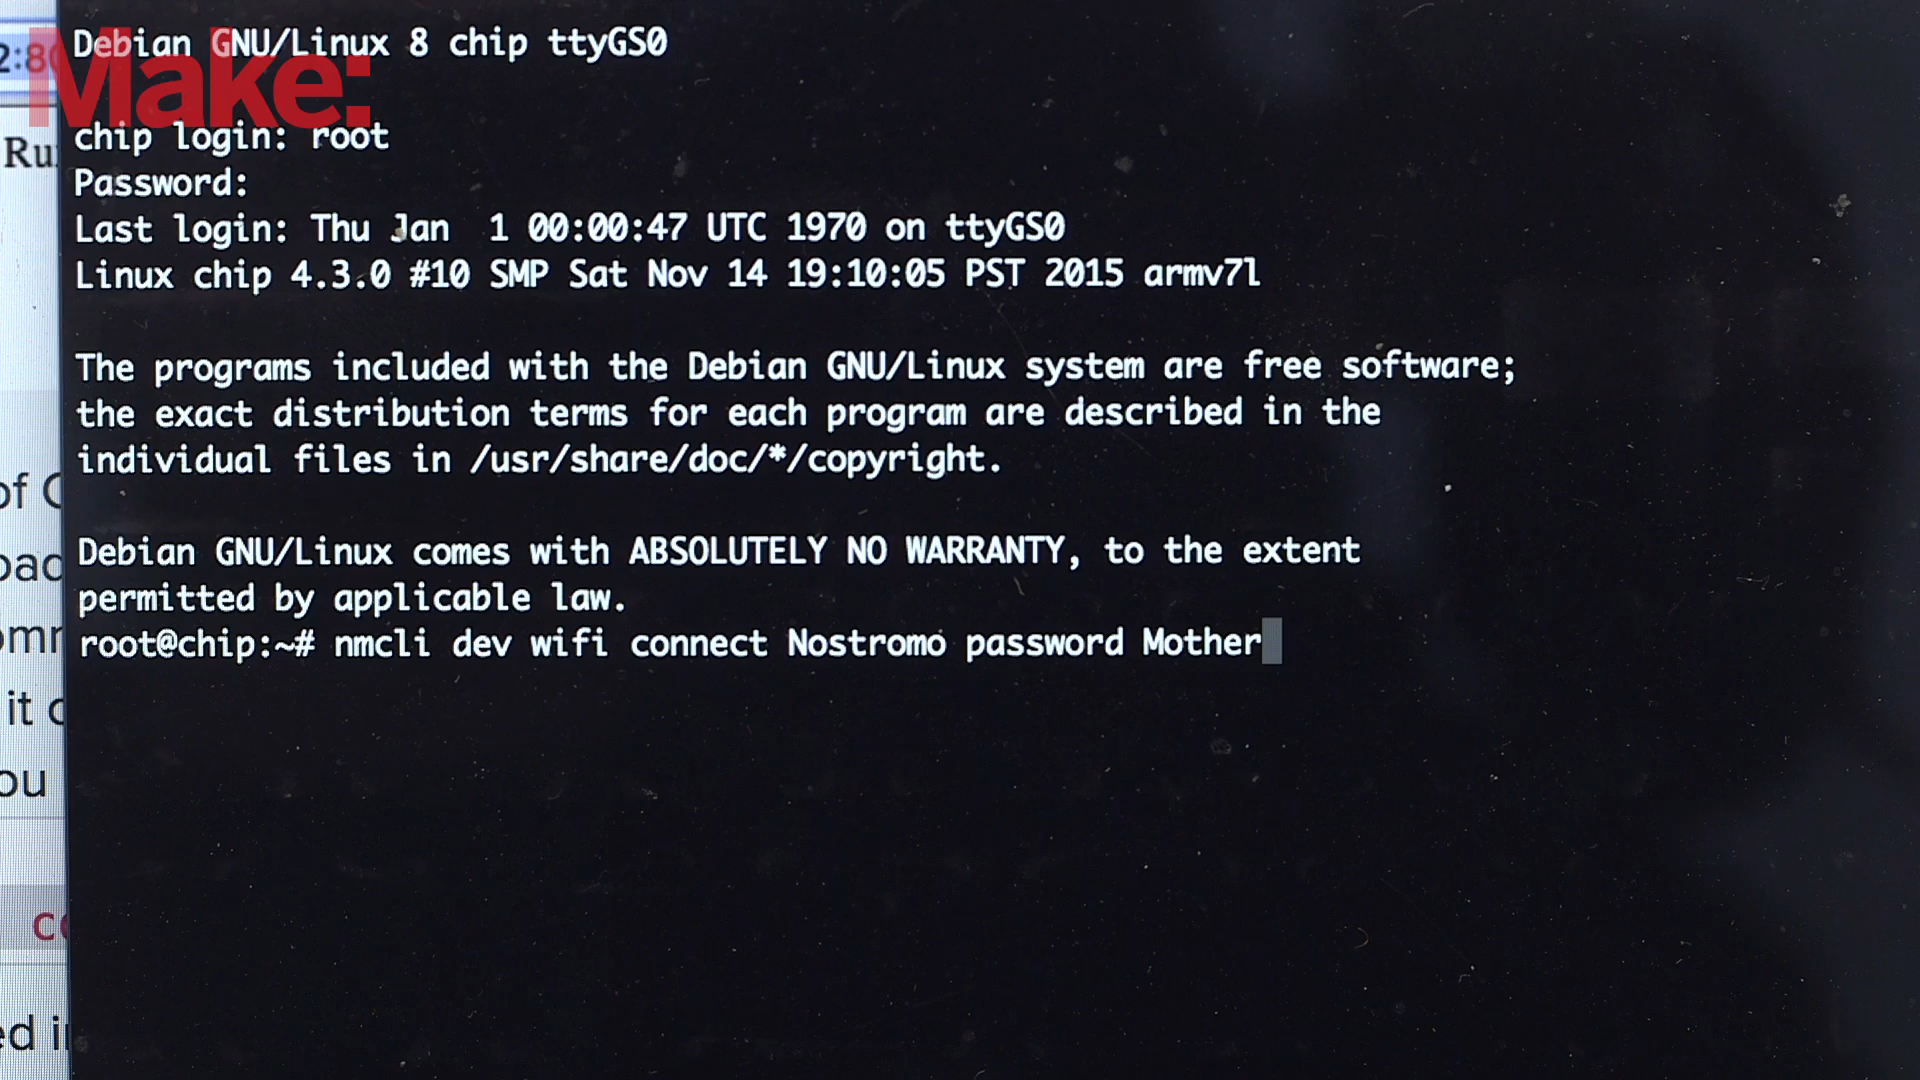 Debian GNU/Linux 8 chip ttyGS0
Make:
chip login: root
Password:
Last login: Thu Jan  1 00:00:47 UTC 1970 on ttyGS0
Linux chip 4.3.0 #10 SMP Sat Nov 14 19:10:05 PST 2015 armv7l
The programs included with the Debian GNU/Linux system are free software;
the exact distribution terms for each program are described in the
individual files in /usr/share/doc/*/copyright.
Debian GNU/Linux comes with ABSOLUTELY NO WARRANTY, to the extent
permitted by applicable law.
root@chip:~# nmcli dev wifi connect Nostromo password Mother
of
it